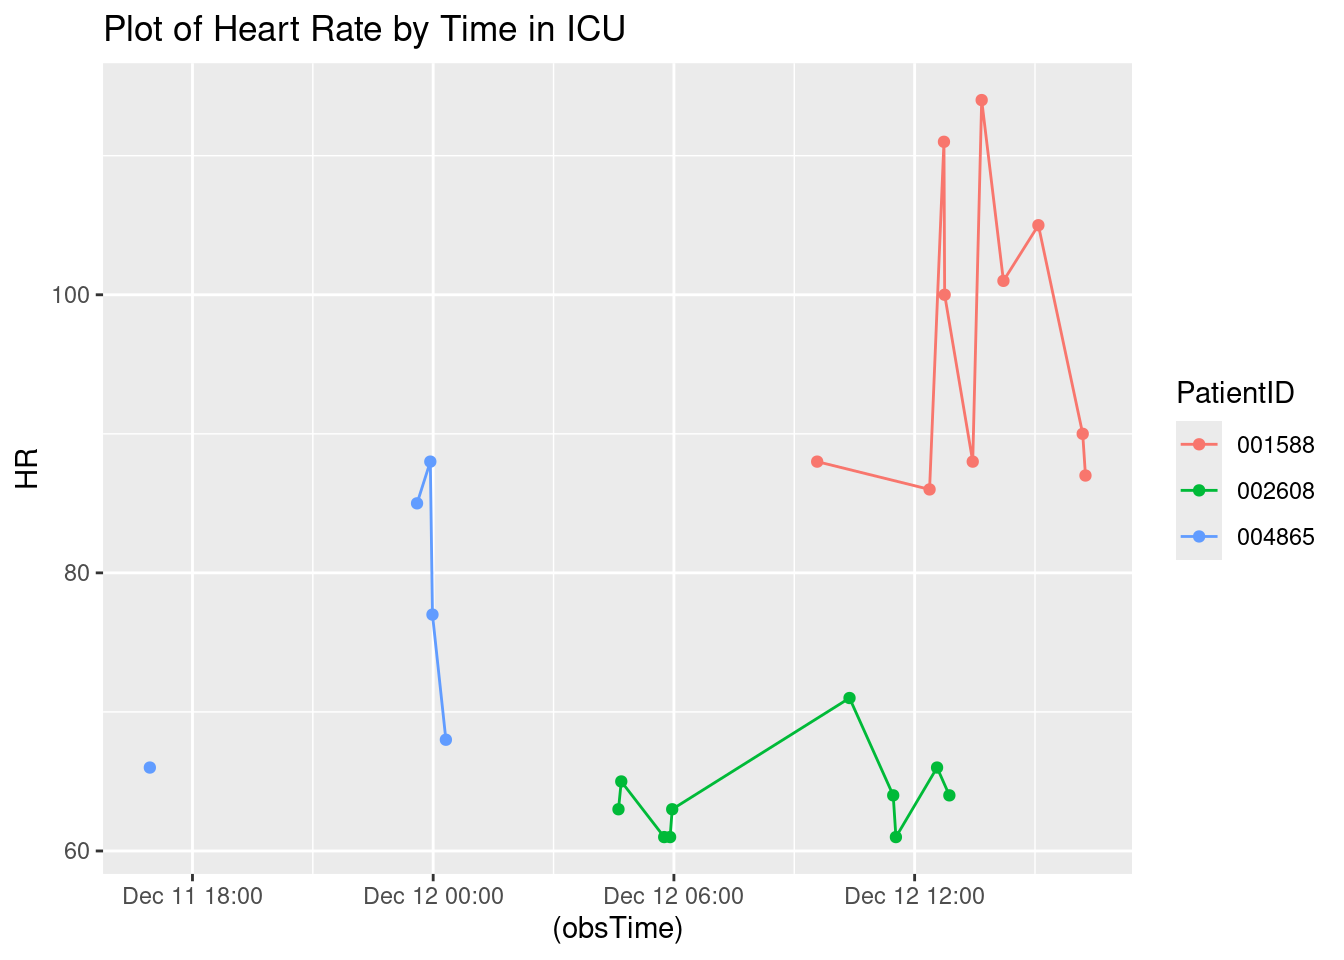 Plot of Heart Rate by Time in ICU
HR
100
80
60
Dec 11 18:00
Dec 12 00:00
Dec 12 06:00
Dec 12 12:00
(obsTime)
PatientID
001588
002608
004865